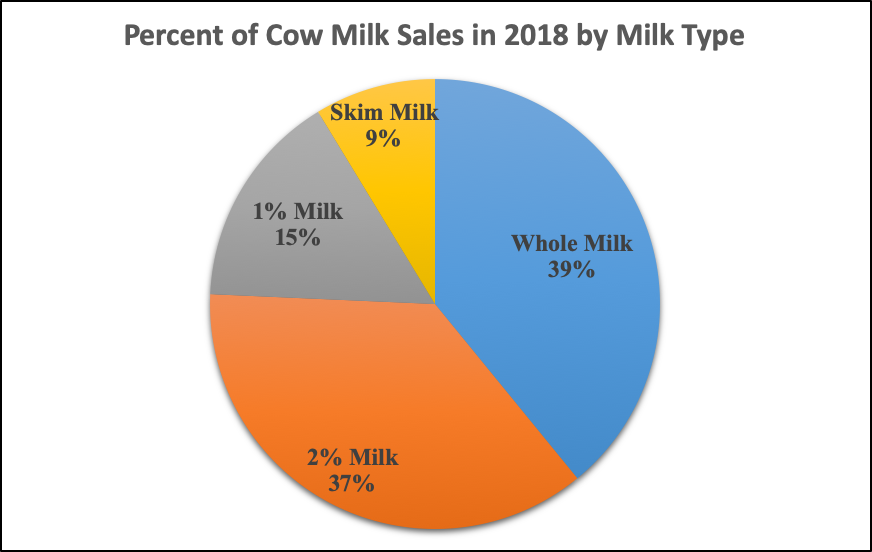 Percent of Cow Milk Sales in 2018 by Milk Type
Skim Milk
9%
Whole Milk
39%
1% Milk
15%
2% Milk
37%